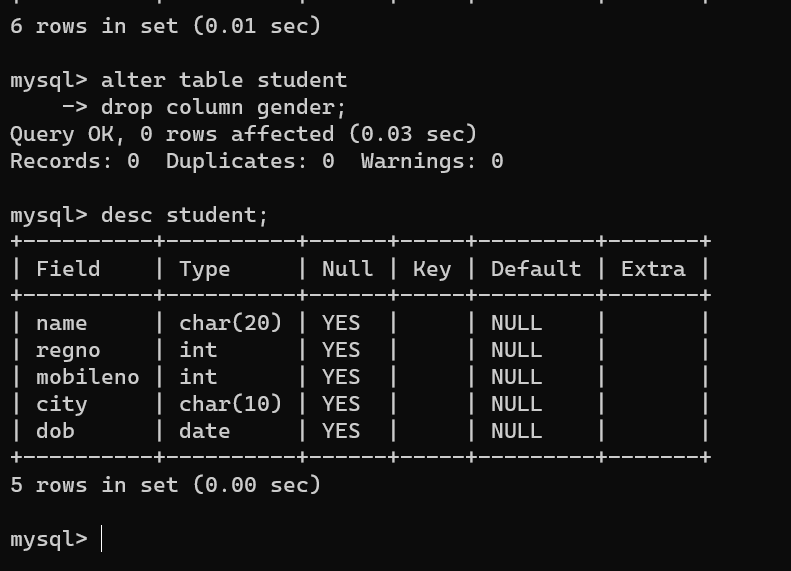 6 rows in set (0.01 sec)
mysql> alter table student
    -> drop column gender;
Query OK, 0 rows affected (0.03 sec)
Records: 0  Duplicates: 0  Warnings: 0
mysql> desc student;
+----------+----------+------+-----+---------+-------+
| Field    | Type     | Null | Key | Default | Extra |
+----------+----------+------+-----+---------+-------+
| name     | char(20) | YES  |     | NULL    |       |
| regno    | int      | YES  |     | NULL    |       |
| mobileno | int      | YES  |     | NULL    |       |
| city     | char(10) | YES  |     | NULL    |       |
| dob      | date     | YES  |     | NULL    |       |
+----------+----------+------+-----+---------+-------+
5 rows in set (0.00 sec)
mysql>